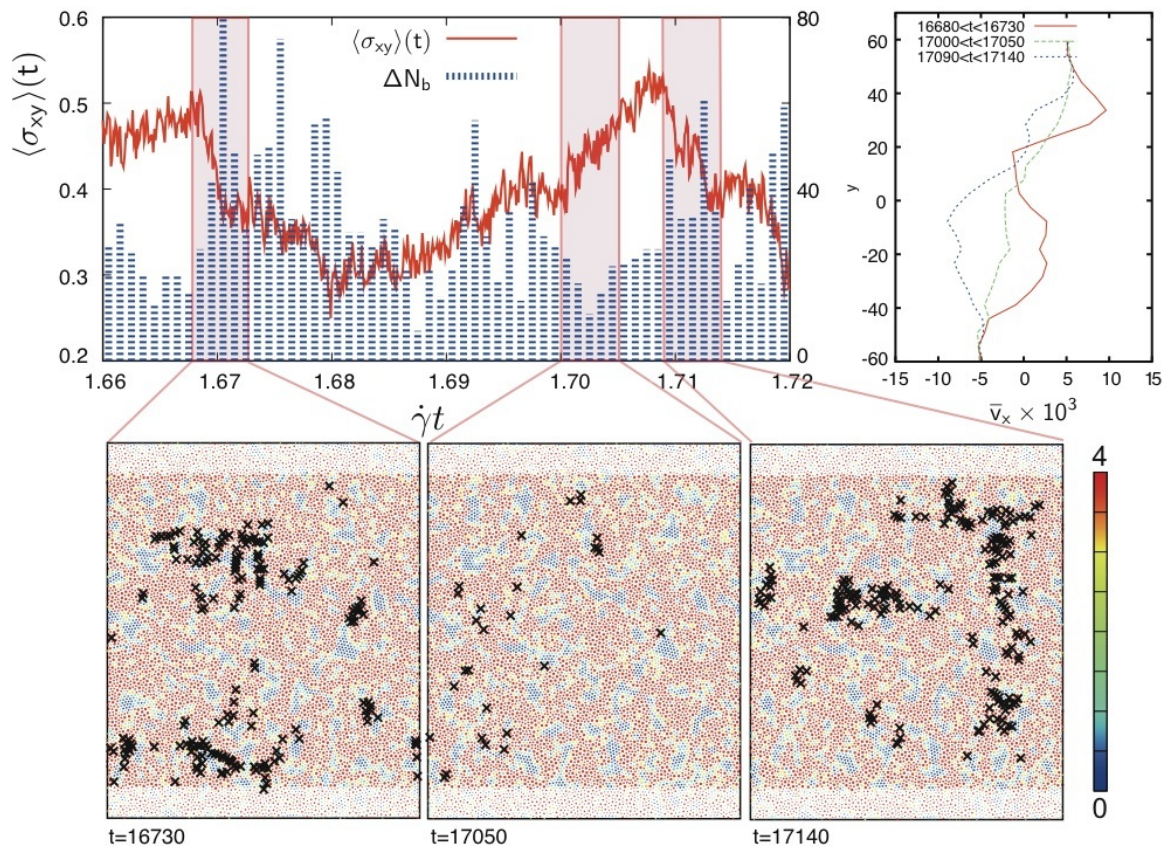 0.6
0.5
0.4
0.3
0.2
⟨σxy⟩(t)
⟨σxy⟩(t)
ΔNb
80
40
0
1.66 1.67 1.68 1.69 1.70 1.71 1.72
γ̇t
16680<t<16730
17000<t<17050
17090<t<17140
60
40
20
0
-20
-40
-60
y
-15 -10 -5 0 5 10 15
v̄x × 10³
4
0
t=16730 t=17050 t=17140